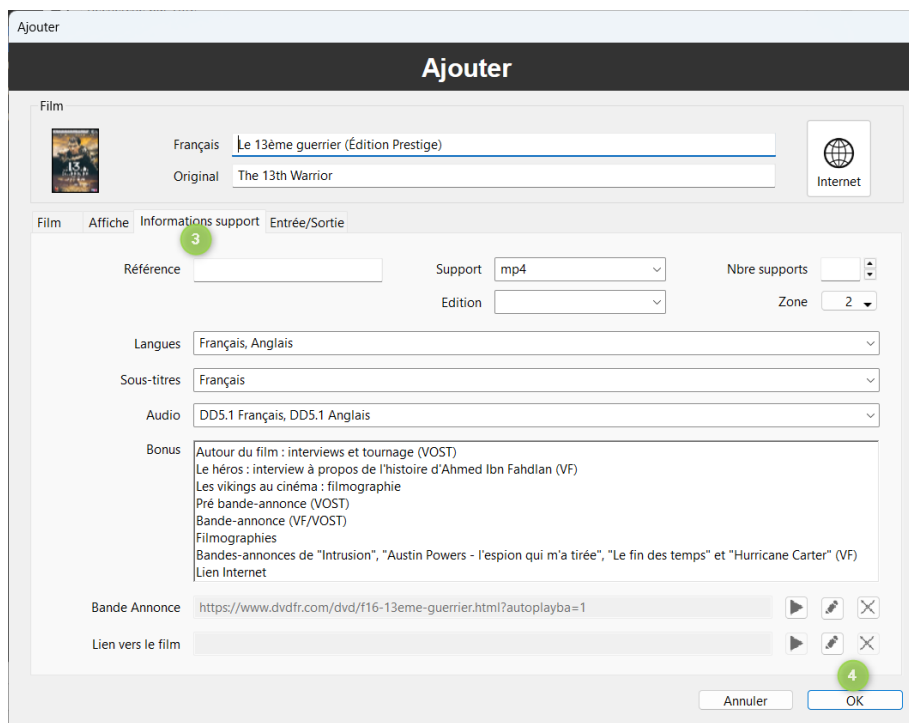 Ajouter
Ajouter
Film
Français Le 13ème guerrier (Édition Prestige)
Original The 13th Warrior
Internet
Film Affiche Informations support Entrée/Sortie
3
Référence Support mp4 Nbre supports
Edition Zone 2
Langues Français, Anglais
Sous-titres Français
Audio DD5.1 Français, DD5.1 Anglais
Bonus Autour du film : interviews et tournage (VOST)
Le héros : interview à propos de l'histoire d'Ahmed Ibn Fahdlan (VF)
Les vikings au cinéma : filmographie
Pré bande-annonce (VOST)
Bande-annonce (VF/VOST)
Filmographies
Bandes-annonces de "Intrusion", "Austin Powers - l'espion qui m'a tirée", "Le fin des temps" et "Hurricane Carter" (VF)
Lien Internet
Bande Annonce https://www.dvdfr.com/dvd/f16-13eme-guerrier.html?autoplayba=1
Lien vers le film
4
Annuler OK